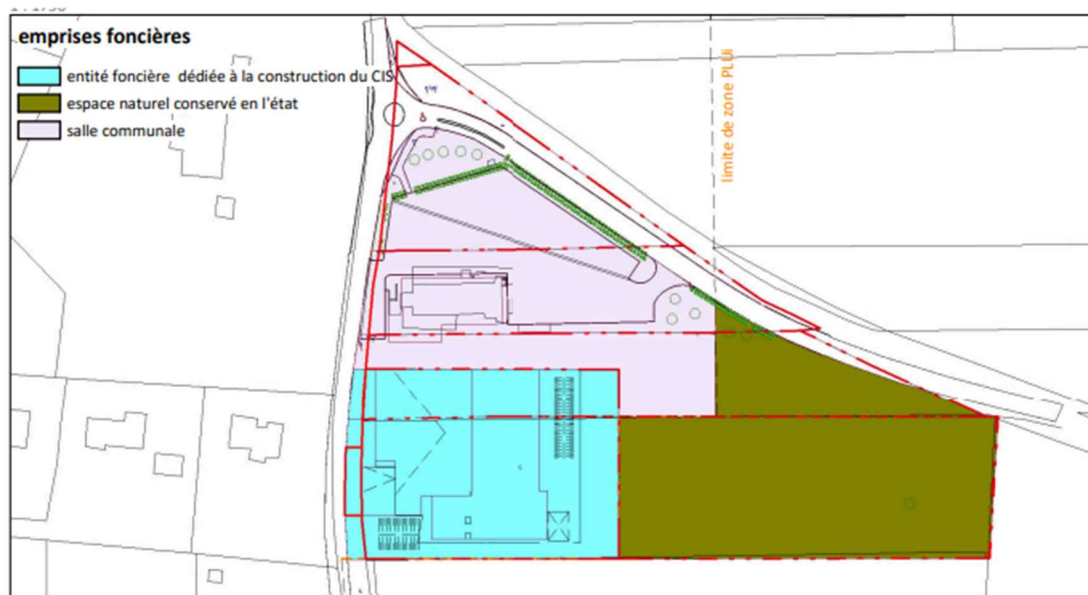 emprises foncières
entité foncière dédiée à la construction du CIS
espace naturel conservé en l'état
salle communale
limite de zone PLUi